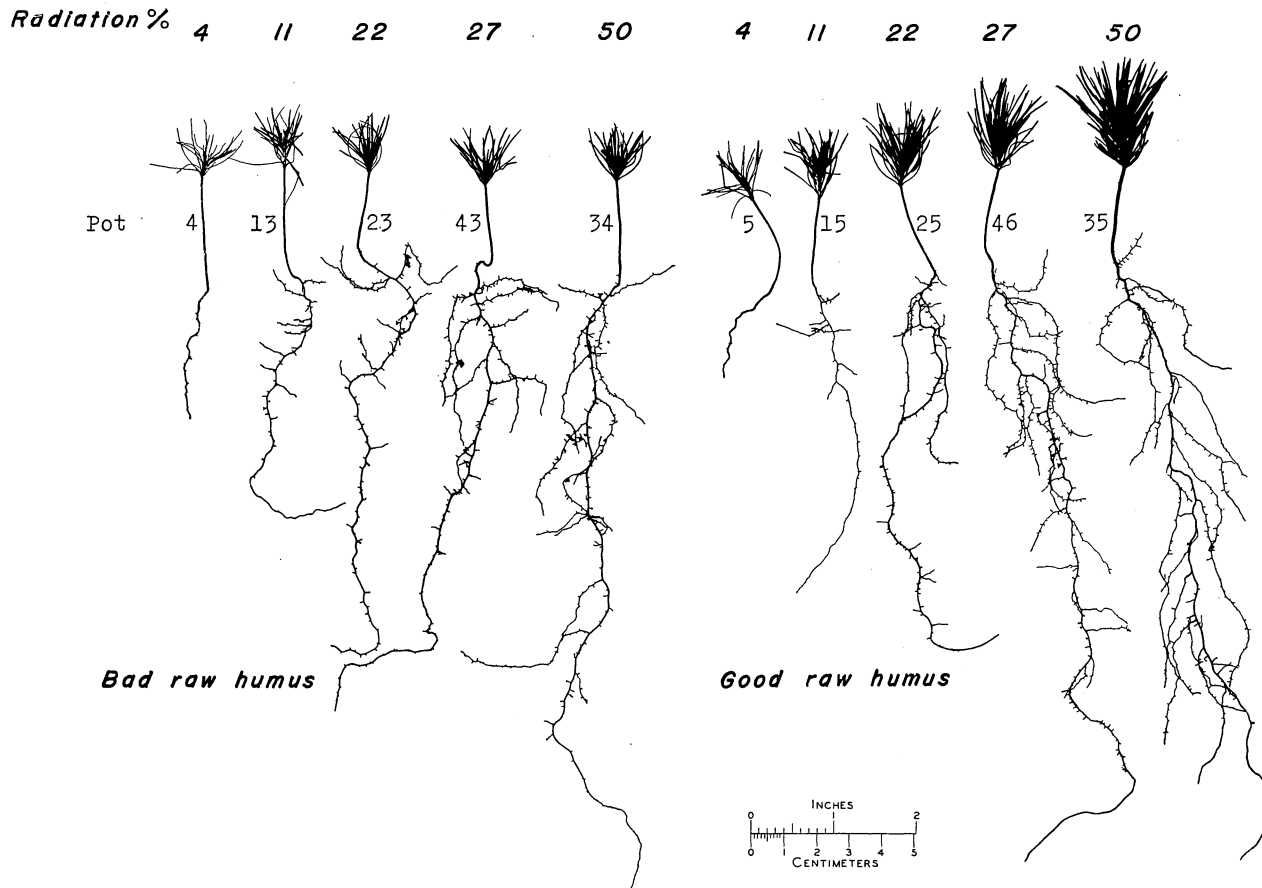 Radiation % 4 11 22 27 50 4 11 22 27 50
Pot 4 13 23 43 34 5 15 25 46 35
Bad raw humus Good raw humus
INCHES
0 1 2
0 1 2 3 4 5
CENTIMETERS